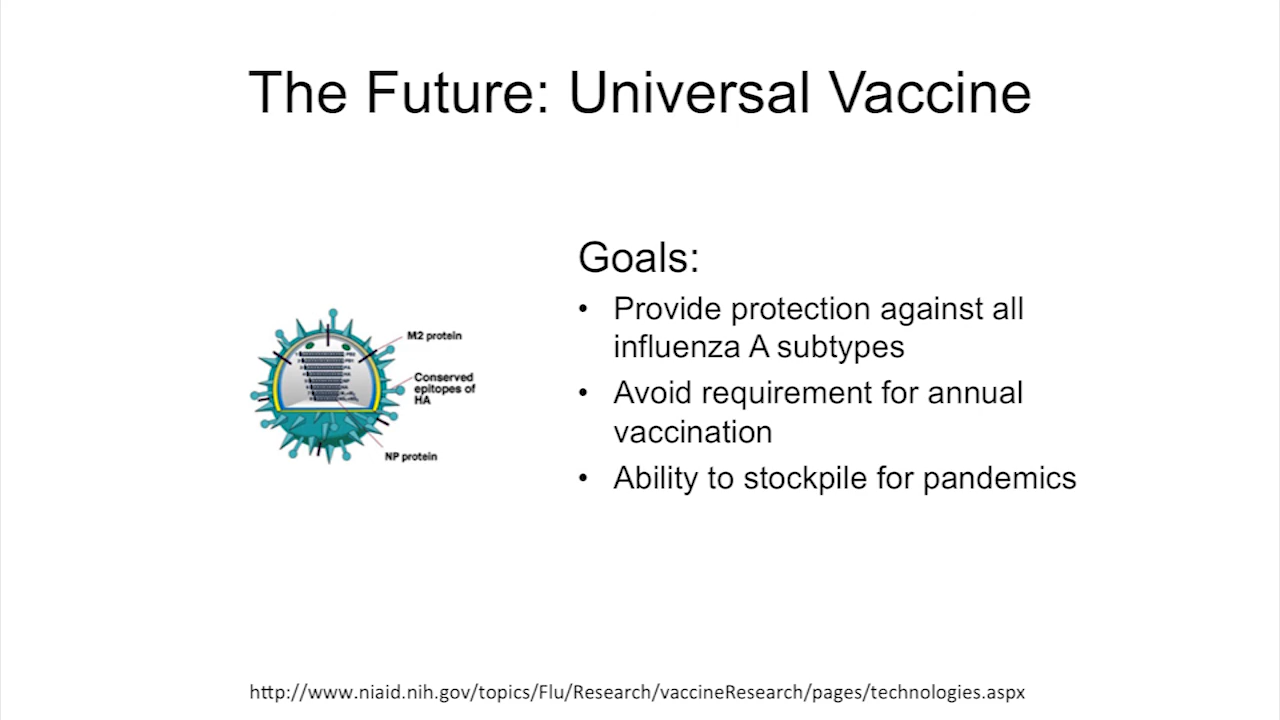 The Future: Universal Vaccine
Goals:
• Provide protection against all
influenza A subtypes
• Avoid requirement for annual
vaccination
• Ability to stockpile for pandemics
M2 protein
Conserved
epitopes of
HA
NP protein
http://www.niaid.nih.gov/topics/Flu/Research/vaccineResearch/pages/technologies.aspx